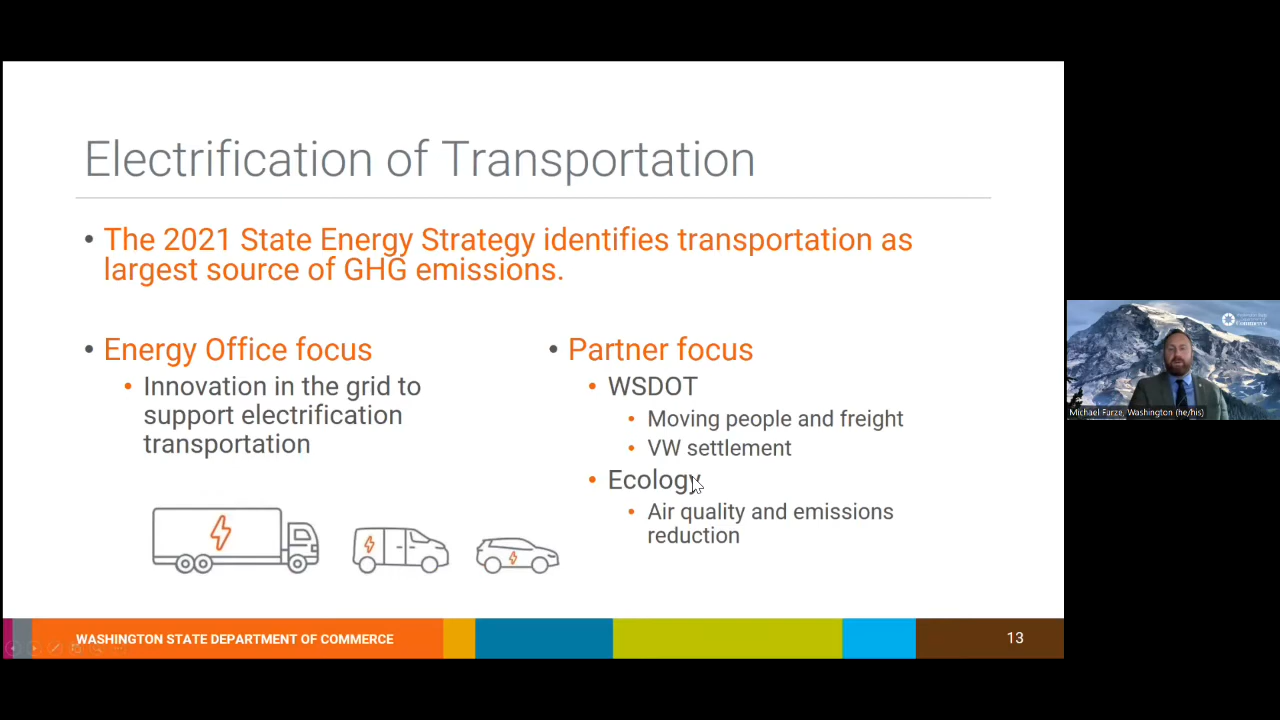 Electrification of Transportation
• The 2021 State Energy Strategy identifies transportation as
largest source of GHG emissions.
• Energy Office focus
• Innovation in the grid to
support electrification
transportation
• Partner focus
• WSDOT
• Moving people and freight
• VW settlement
• Ecology
• Air quality and emissions
reduction
WASHINGTON STATE DEPARTMENT OF COMMERCE
13
Michael Furze, Washington (he/his)